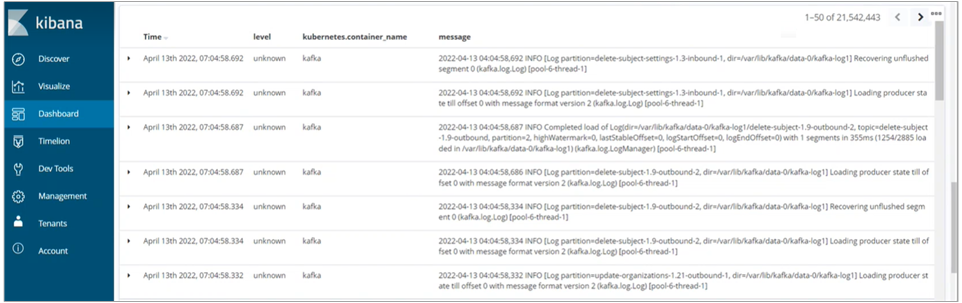 kibana
Discover
Visualize
Dashboard
Timelion
Dev Tools
Management
Tenants
Account
1–50 of 21,542,443
Time level kubernetes.container_name message
April 13th 2022, 07:04:58.692 unknown kafka 2022-04-13 04:04:58,692 INFO [Log partition=delete-subject-settings-1.3-inbound-1, dir=/var/lib/kafka/data-0/kafka-log1] Recovering unflushed
segment 0 (kafka.log.Log) [pool-6-thread-1]
April 13th 2022, 07:04:58.692 unknown kafka 2022-04-13 04:04:58,692 INFO [Log partition=delete-subject-settings-1.3-inbound-1, dir=/var/lib/kafka/data-0/kafka-log1] Loading producer s
tate till offset 0 with message format version 2 (kafka.log.Log) [pool-6-thread-1]
April 13th 2022, 07:04:58.687 unknown kafka 2022-04-13 04:04:58,687 INFO Completed load of Log(dir=/var/lib/kafka/data-0/kafka-log1/delete-subject-1.9-outbound-2, topic=delete-subject
-1.9-outbound, partition=2, highWatermark=0, lastStableOffset=0, logStartOffset=0, logEndOffset=0) with 1 segments in 355ms (1254/2885 loa
ded in /var/lib/kafka/data-0/kafka-log1) (kafka.log.LogManager) [pool-6-thread-1]
April 13th 2022, 07:04:58.687 unknown kafka 2022-04-13 04:04:58,686 INFO [Log partition=delete-subject-1.9-outbound-2, dir=/var/lib/kafka/data-0/kafka-log1] Loading producer state till of
fset 0 with message format version 2 (kafka.log.Log) [pool-6-thread-1]
April 13th 2022, 07:04:58.334 unknown kafka 2022-04-13 04:04:58,334 INFO [Log partition=delete-subject-1.9-outbound-2, dir=/var/lib/kafka/data-0/kafka-log1] Recovering unflushed segm
ent 0 (kafka.log.Log) [pool-6-thread-1]
April 13th 2022, 07:04:58.334 unknown kafka 2022-04-13 04:04:58,334 INFO [Log partition=delete-subject-1.9-outbound-2, dir=/var/lib/kafka/data-0/kafka-log1] Loading producer state till of
fset 0 with message format version 2 (kafka.log.Log) [pool-6-thread-1]
April 13th 2022, 07:04:58.332 unknown kafka 2022-04-13 04:04:58,332 INFO [Log partition=update-organizations-1.21-outbound-1, dir=/var/lib/kafka/data-0/kafka-log1] Loading producer st
ate till offset 0 with message format version 2 (kafka.log.Log) [pool-6-thread-1]